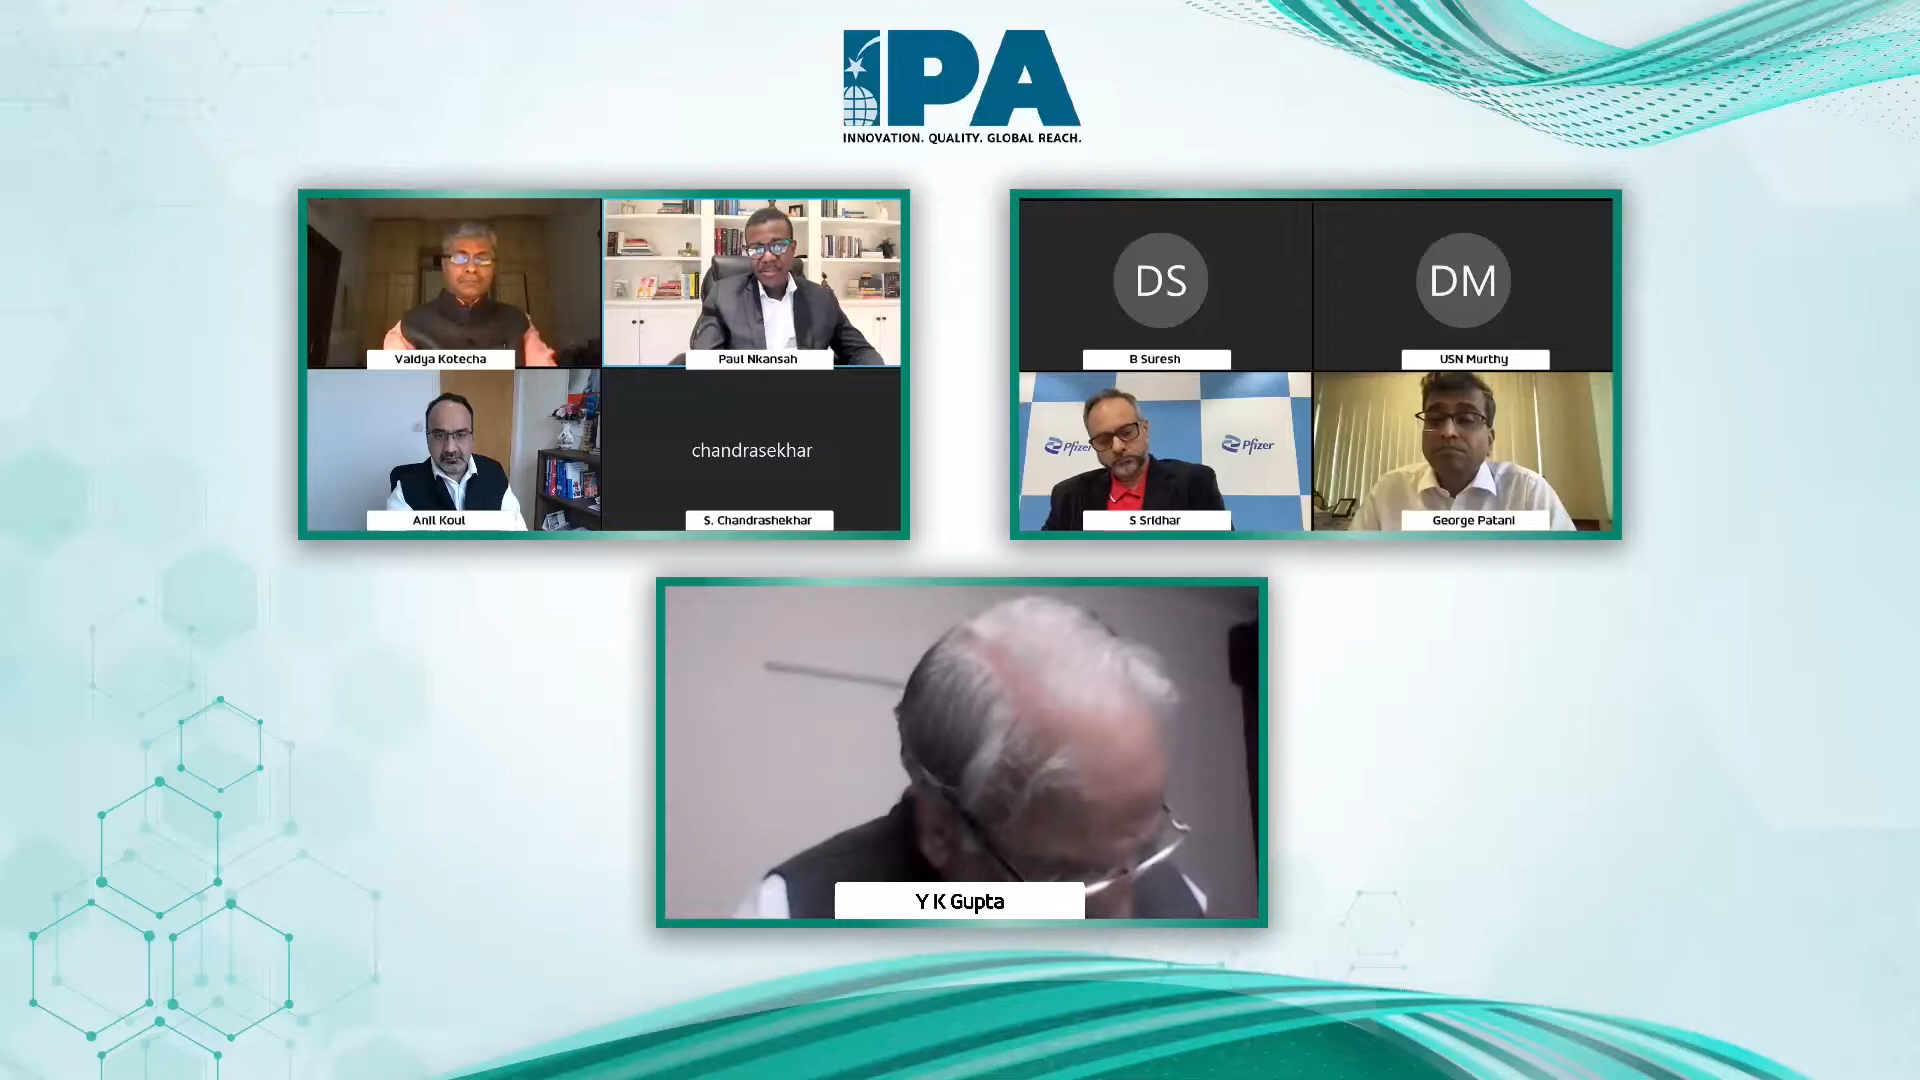 IPA
INNOVATION. QUALITY. GLOBAL REACH.
Vaidya Kotecha
Paul Nkansah
Anil Koul
chandrasekhar
S. Chandrashekhar
DS
DM
B Suresh
USN Murthy
Pfizer
Pfizer
S Sridhar
George Patani
Y K Gupta